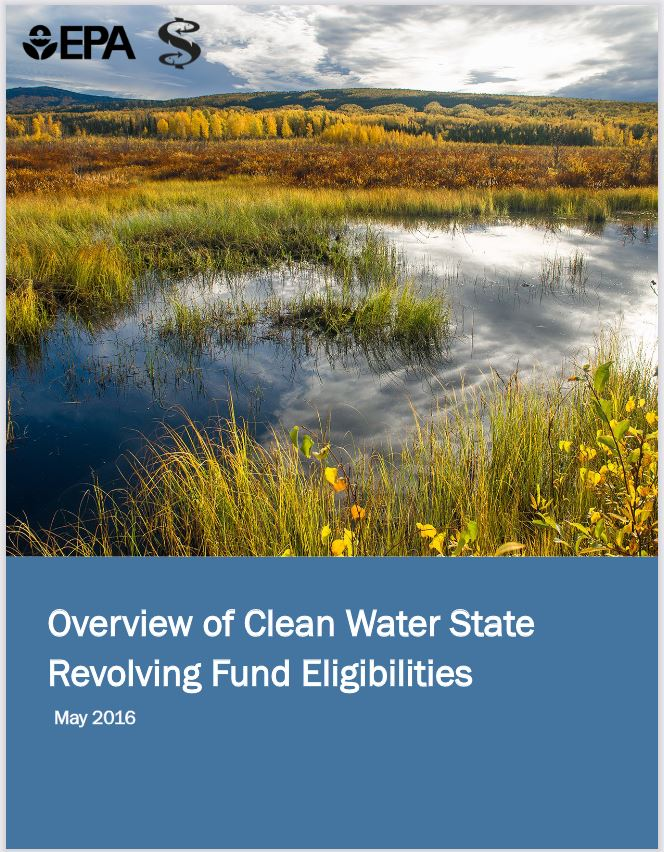 EPA
Overview of Clean Water State
Revolving Fund Eligibilities
May 2016